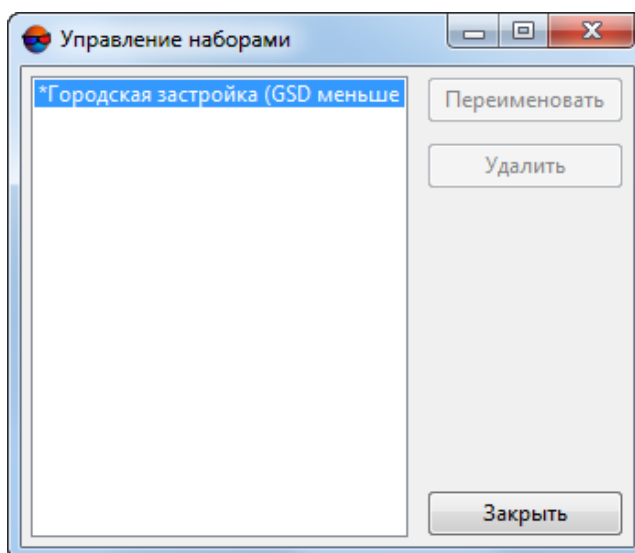 Управление наборами
*Городская застройка (GSD меньше
Переименовать
Удалить
Закрыть